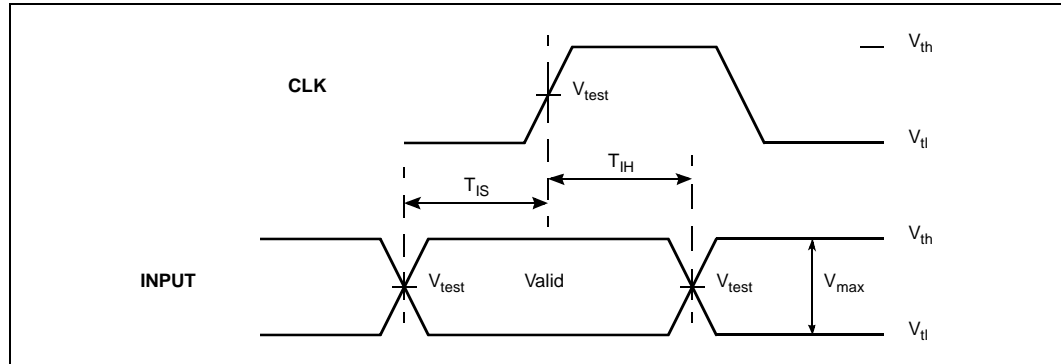 V_th
CLK
V_test
V_tl
T_IH
T_IS
V_th
INPUT
V_test
Valid
V_test
V_max
V_tl